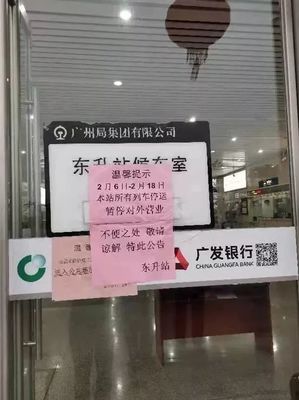 广州局集团有限公司
东升站候车室
温馨提示
2月6日-2月18日
本站所有列车停运
暂停对外营业
不便之处 敬请
谅解 特此公告
东升站
广发银行
CHINA GUANGFA BANK